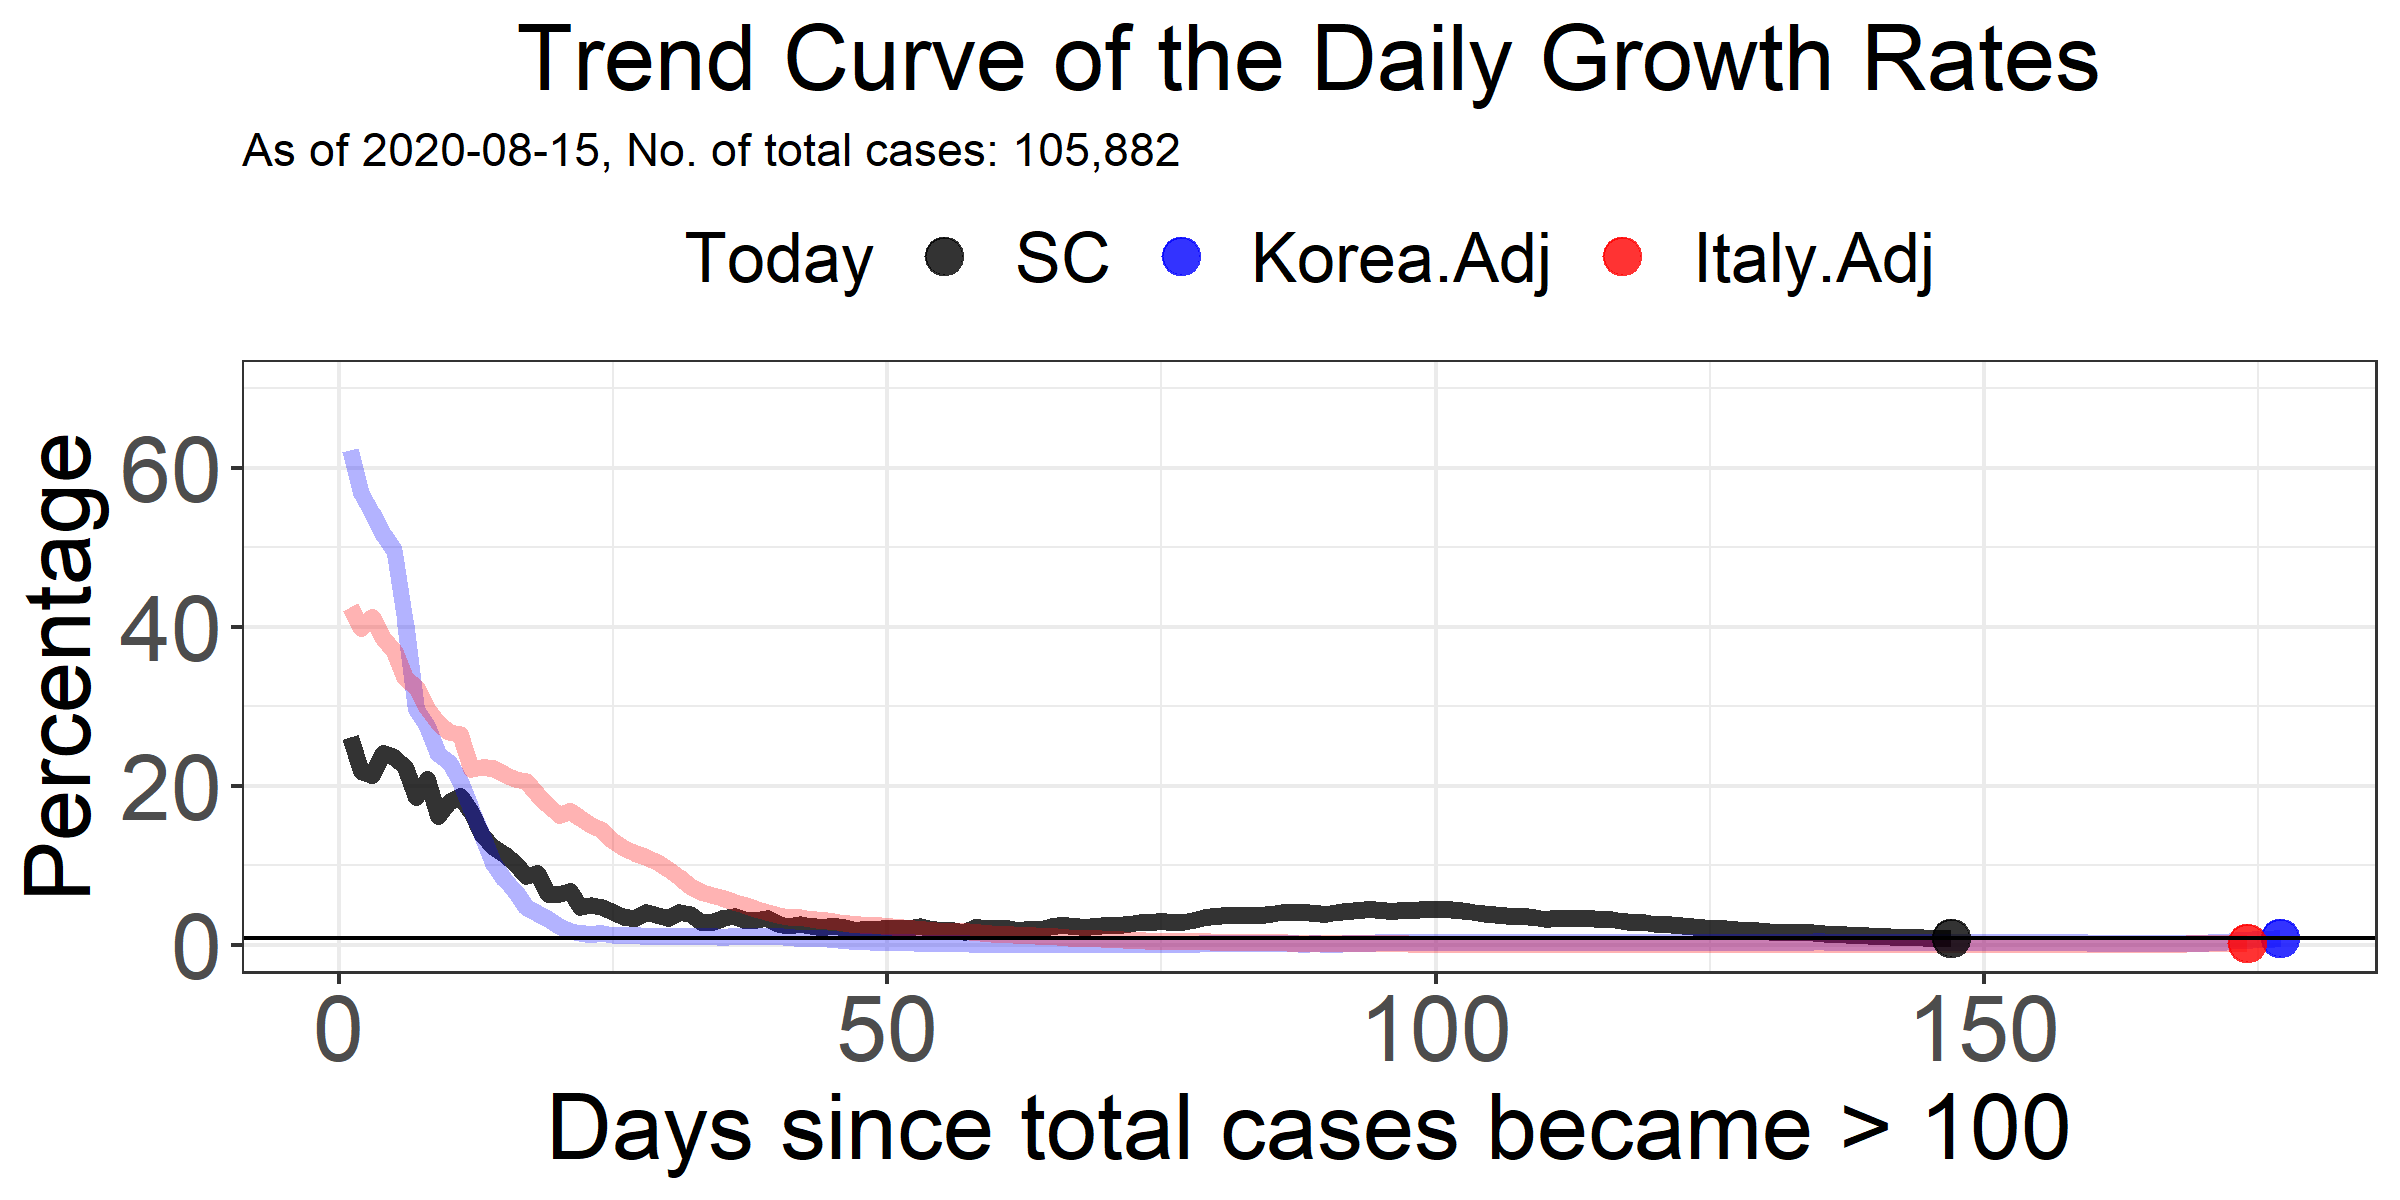 Trend Curve of the Daily Growth Rates
As of 2020-08-15, No. of total cases: 105,882
Today SC Korea.Adj Italy.Adj
Percentage
60
40
20
0
0 50 100 150
Days since total cases became > 100